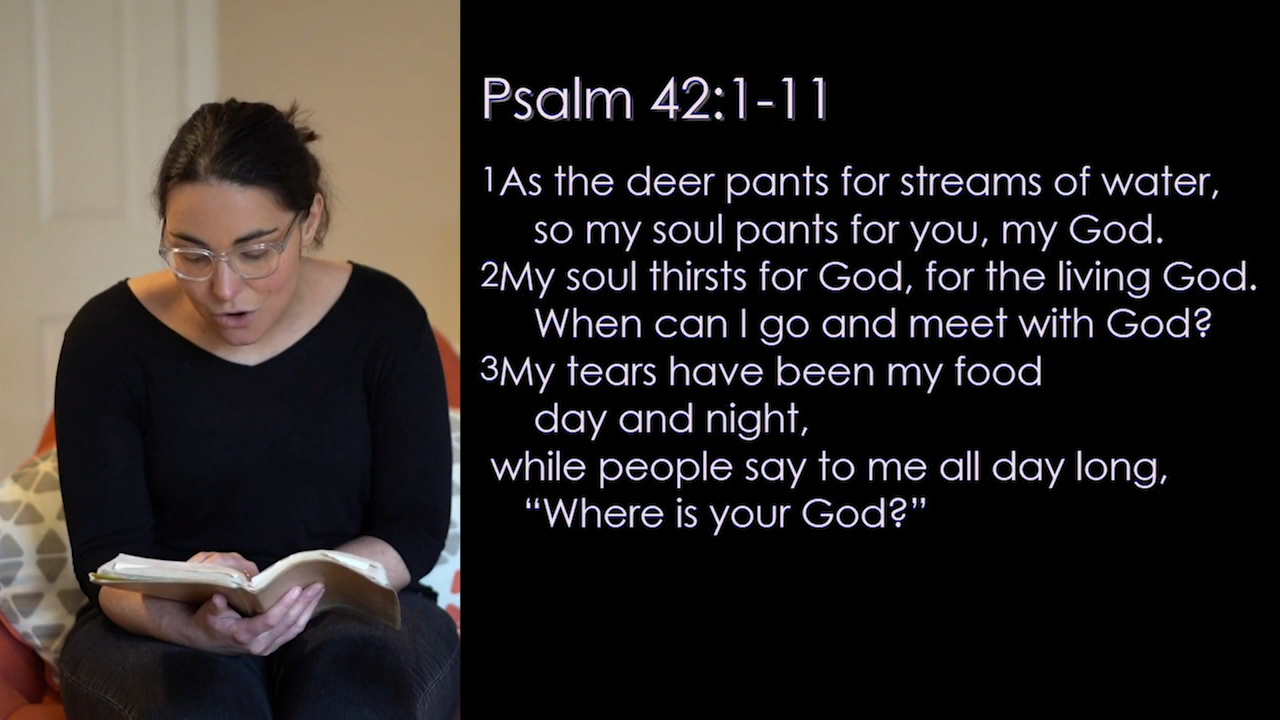 Psalm 42:1-11
1As the deer pants for streams of water,
so my soul pants for you, my God.
2My soul thirsts for God, for the living God.
When can I go and meet with God?
3My tears have been my food
day and night,
while people say to me all day long,
“Where is your God?”